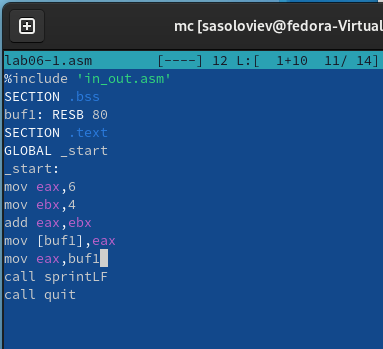 mc [sasoloviev@fedora-Virtual
lab06-1.asm [----] 12 L:[ 1+10 11/ 14]
%include 'in_out.asm'
SECTION .bss
buf1: RESB 80
SECTION .text
GLOBAL _start
_start:
mov eax,6
mov ebx,4
add eax,ebx
mov [buf1],eax
mov eax,buf1
call sprintLF
call quit